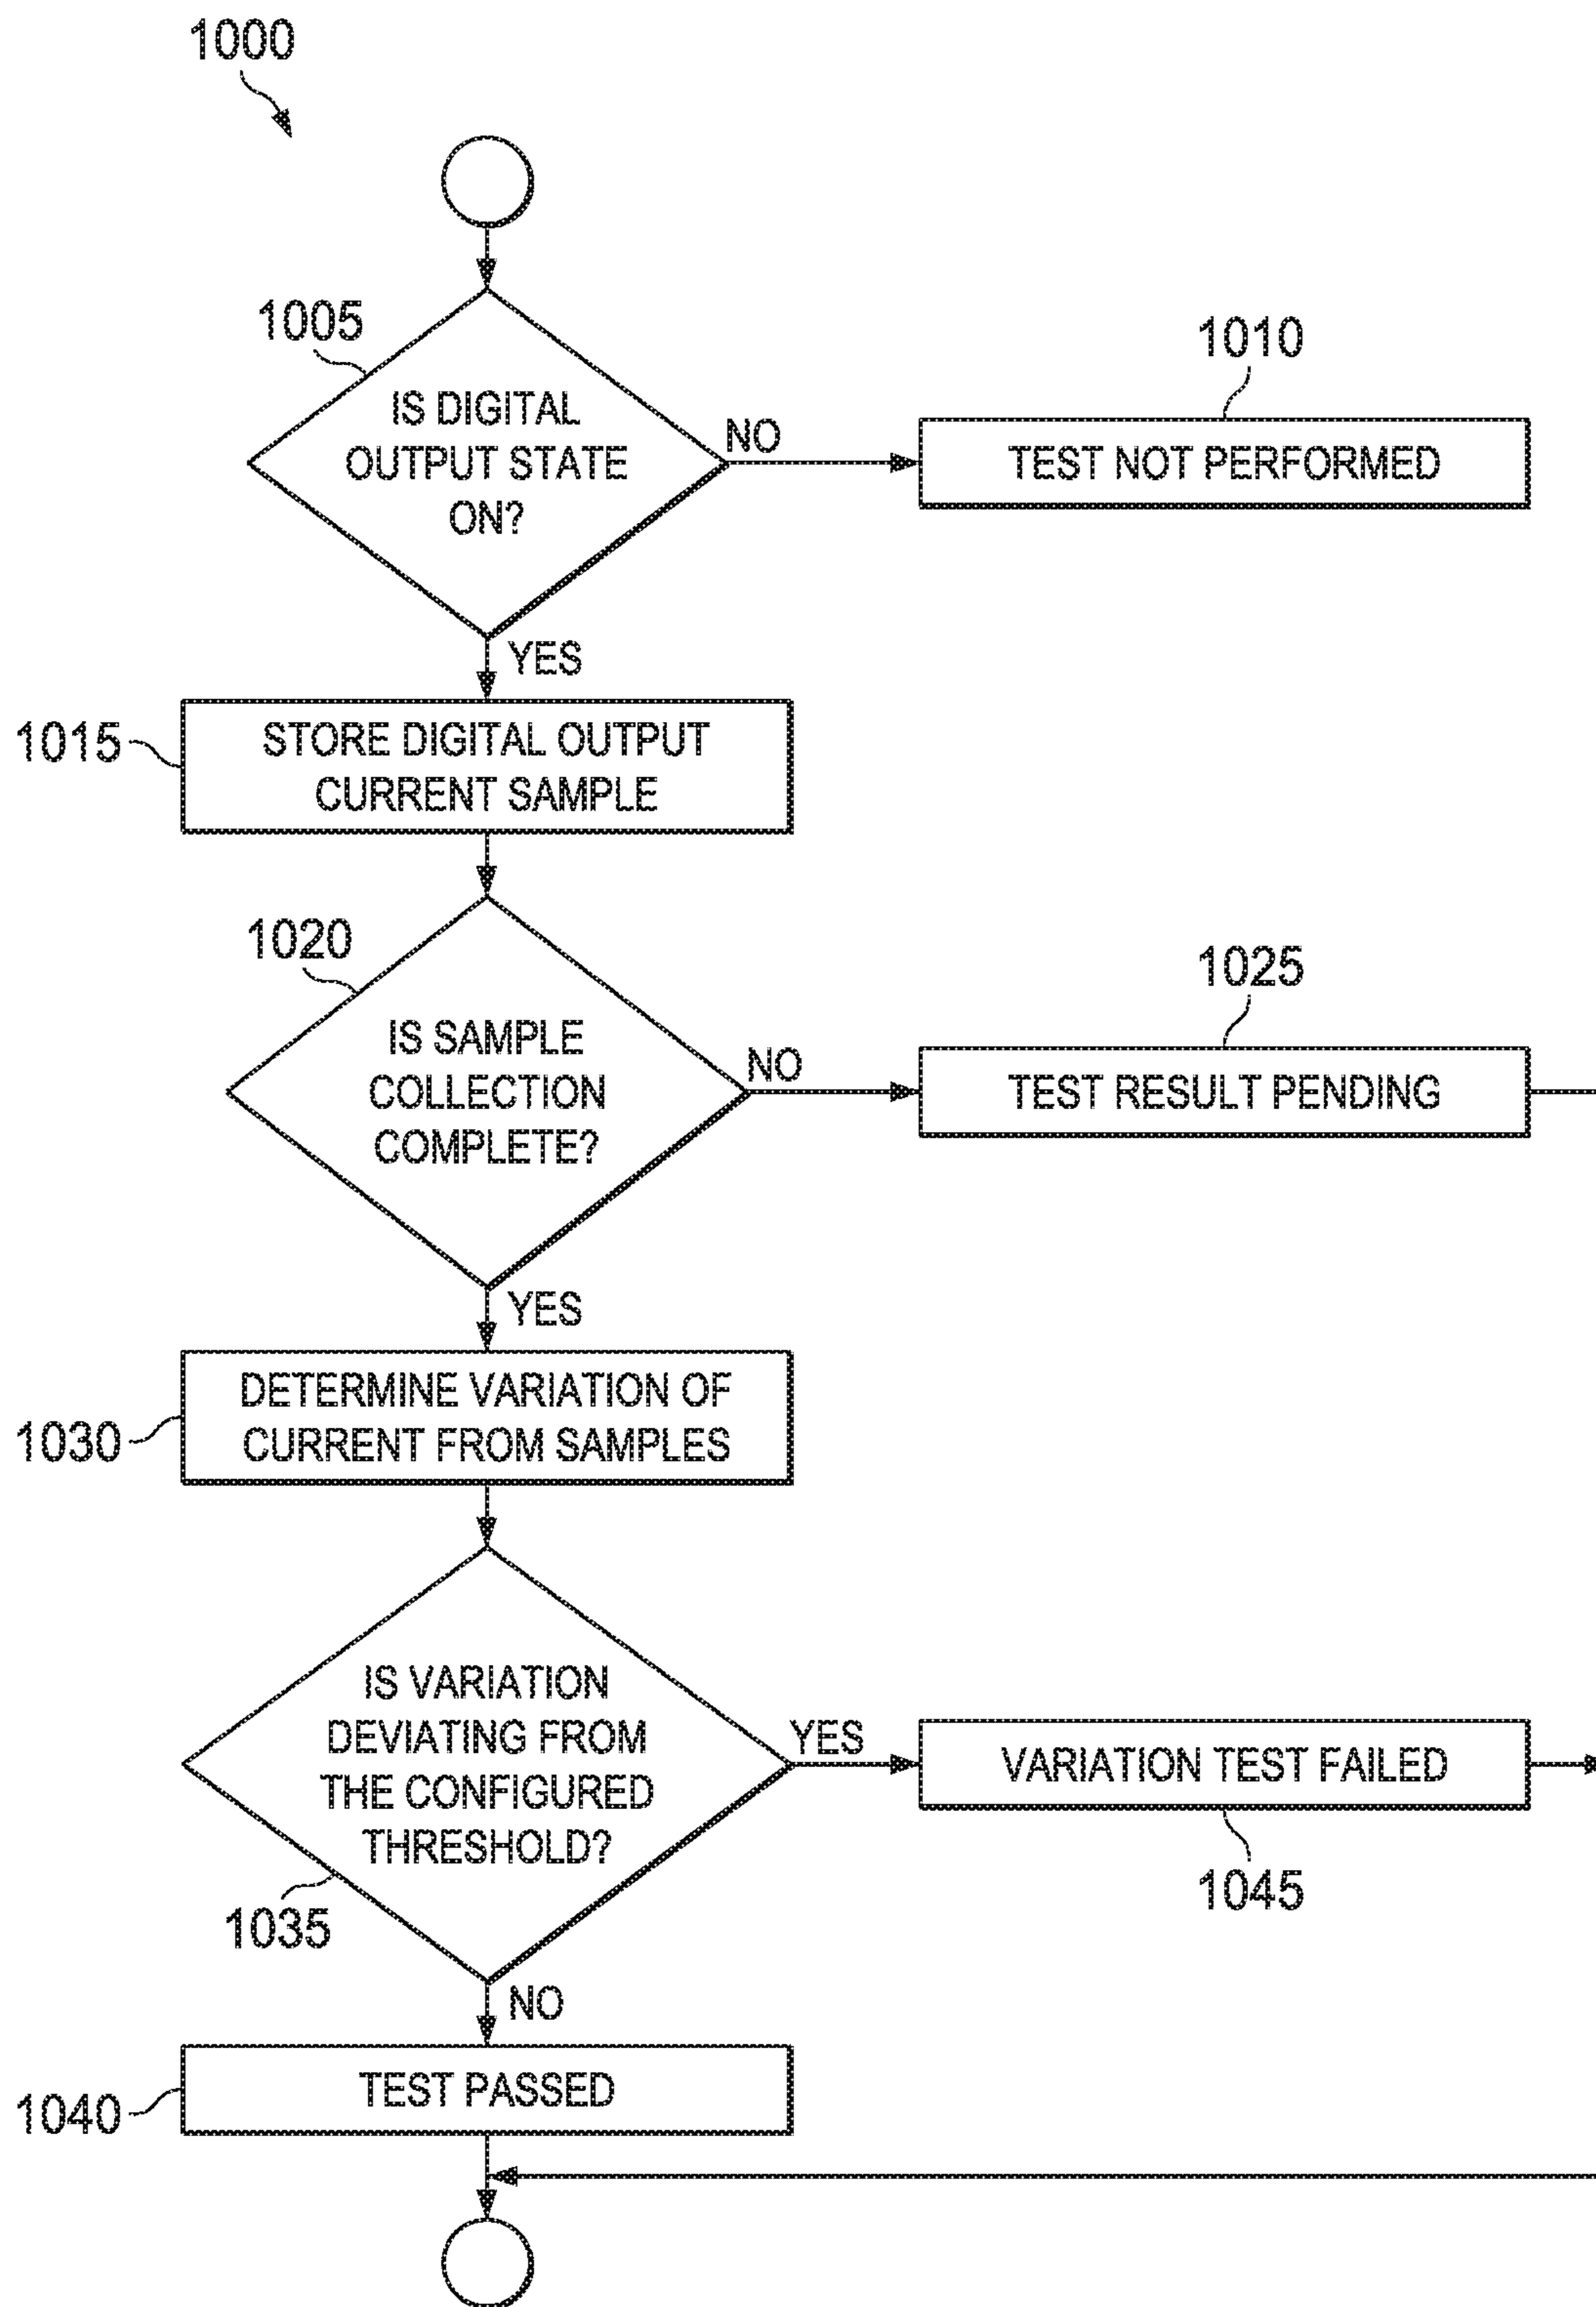 1000
1005
IS DIGITAL
OUTPUT STATE
ON?
NO
1010
TEST NOT PERFORMED
YES
1015
STORE DIGITAL OUTPUT
CURRENT SAMPLE
1020
IS SAMPLE
COLLECTION
COMPLETE?
NO
1025
TEST RESULT PENDING
YES
1030
DETERMINE VARIATION OF
CURRENT FROM SAMPLES
IS VARIATION
DEVIATING FROM
THE CONFIGURED
THRESHOLD?
1035
YES
VARIATION TEST FAILED
1045
NO
1040
TEST PASSED